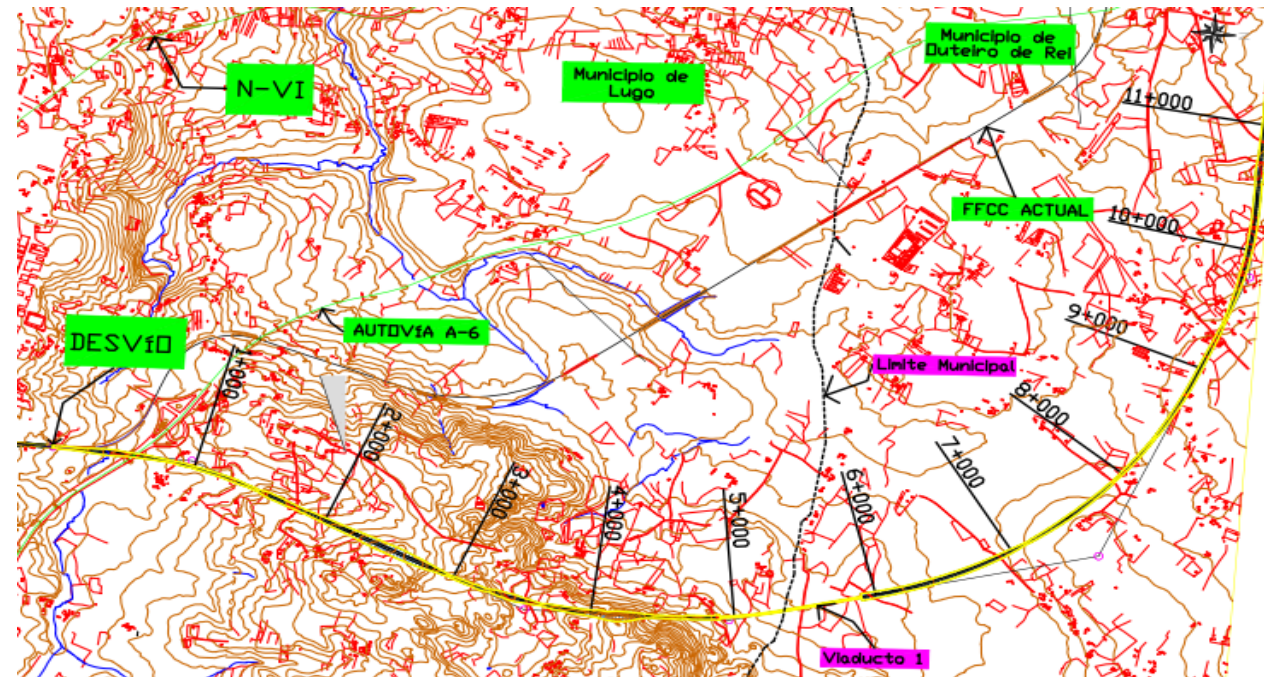 Municipio de
Outeiro de Rei
Municipio de
Lugo
N-VI
11+000
FFCC ACTUAL
10+000
9+000
AUTOVíA A-6
DESVíO
Limite Municipal
1+000
8+000
2+000
3+000
4+000
5+000
6+000
7+000
Viaducto 1